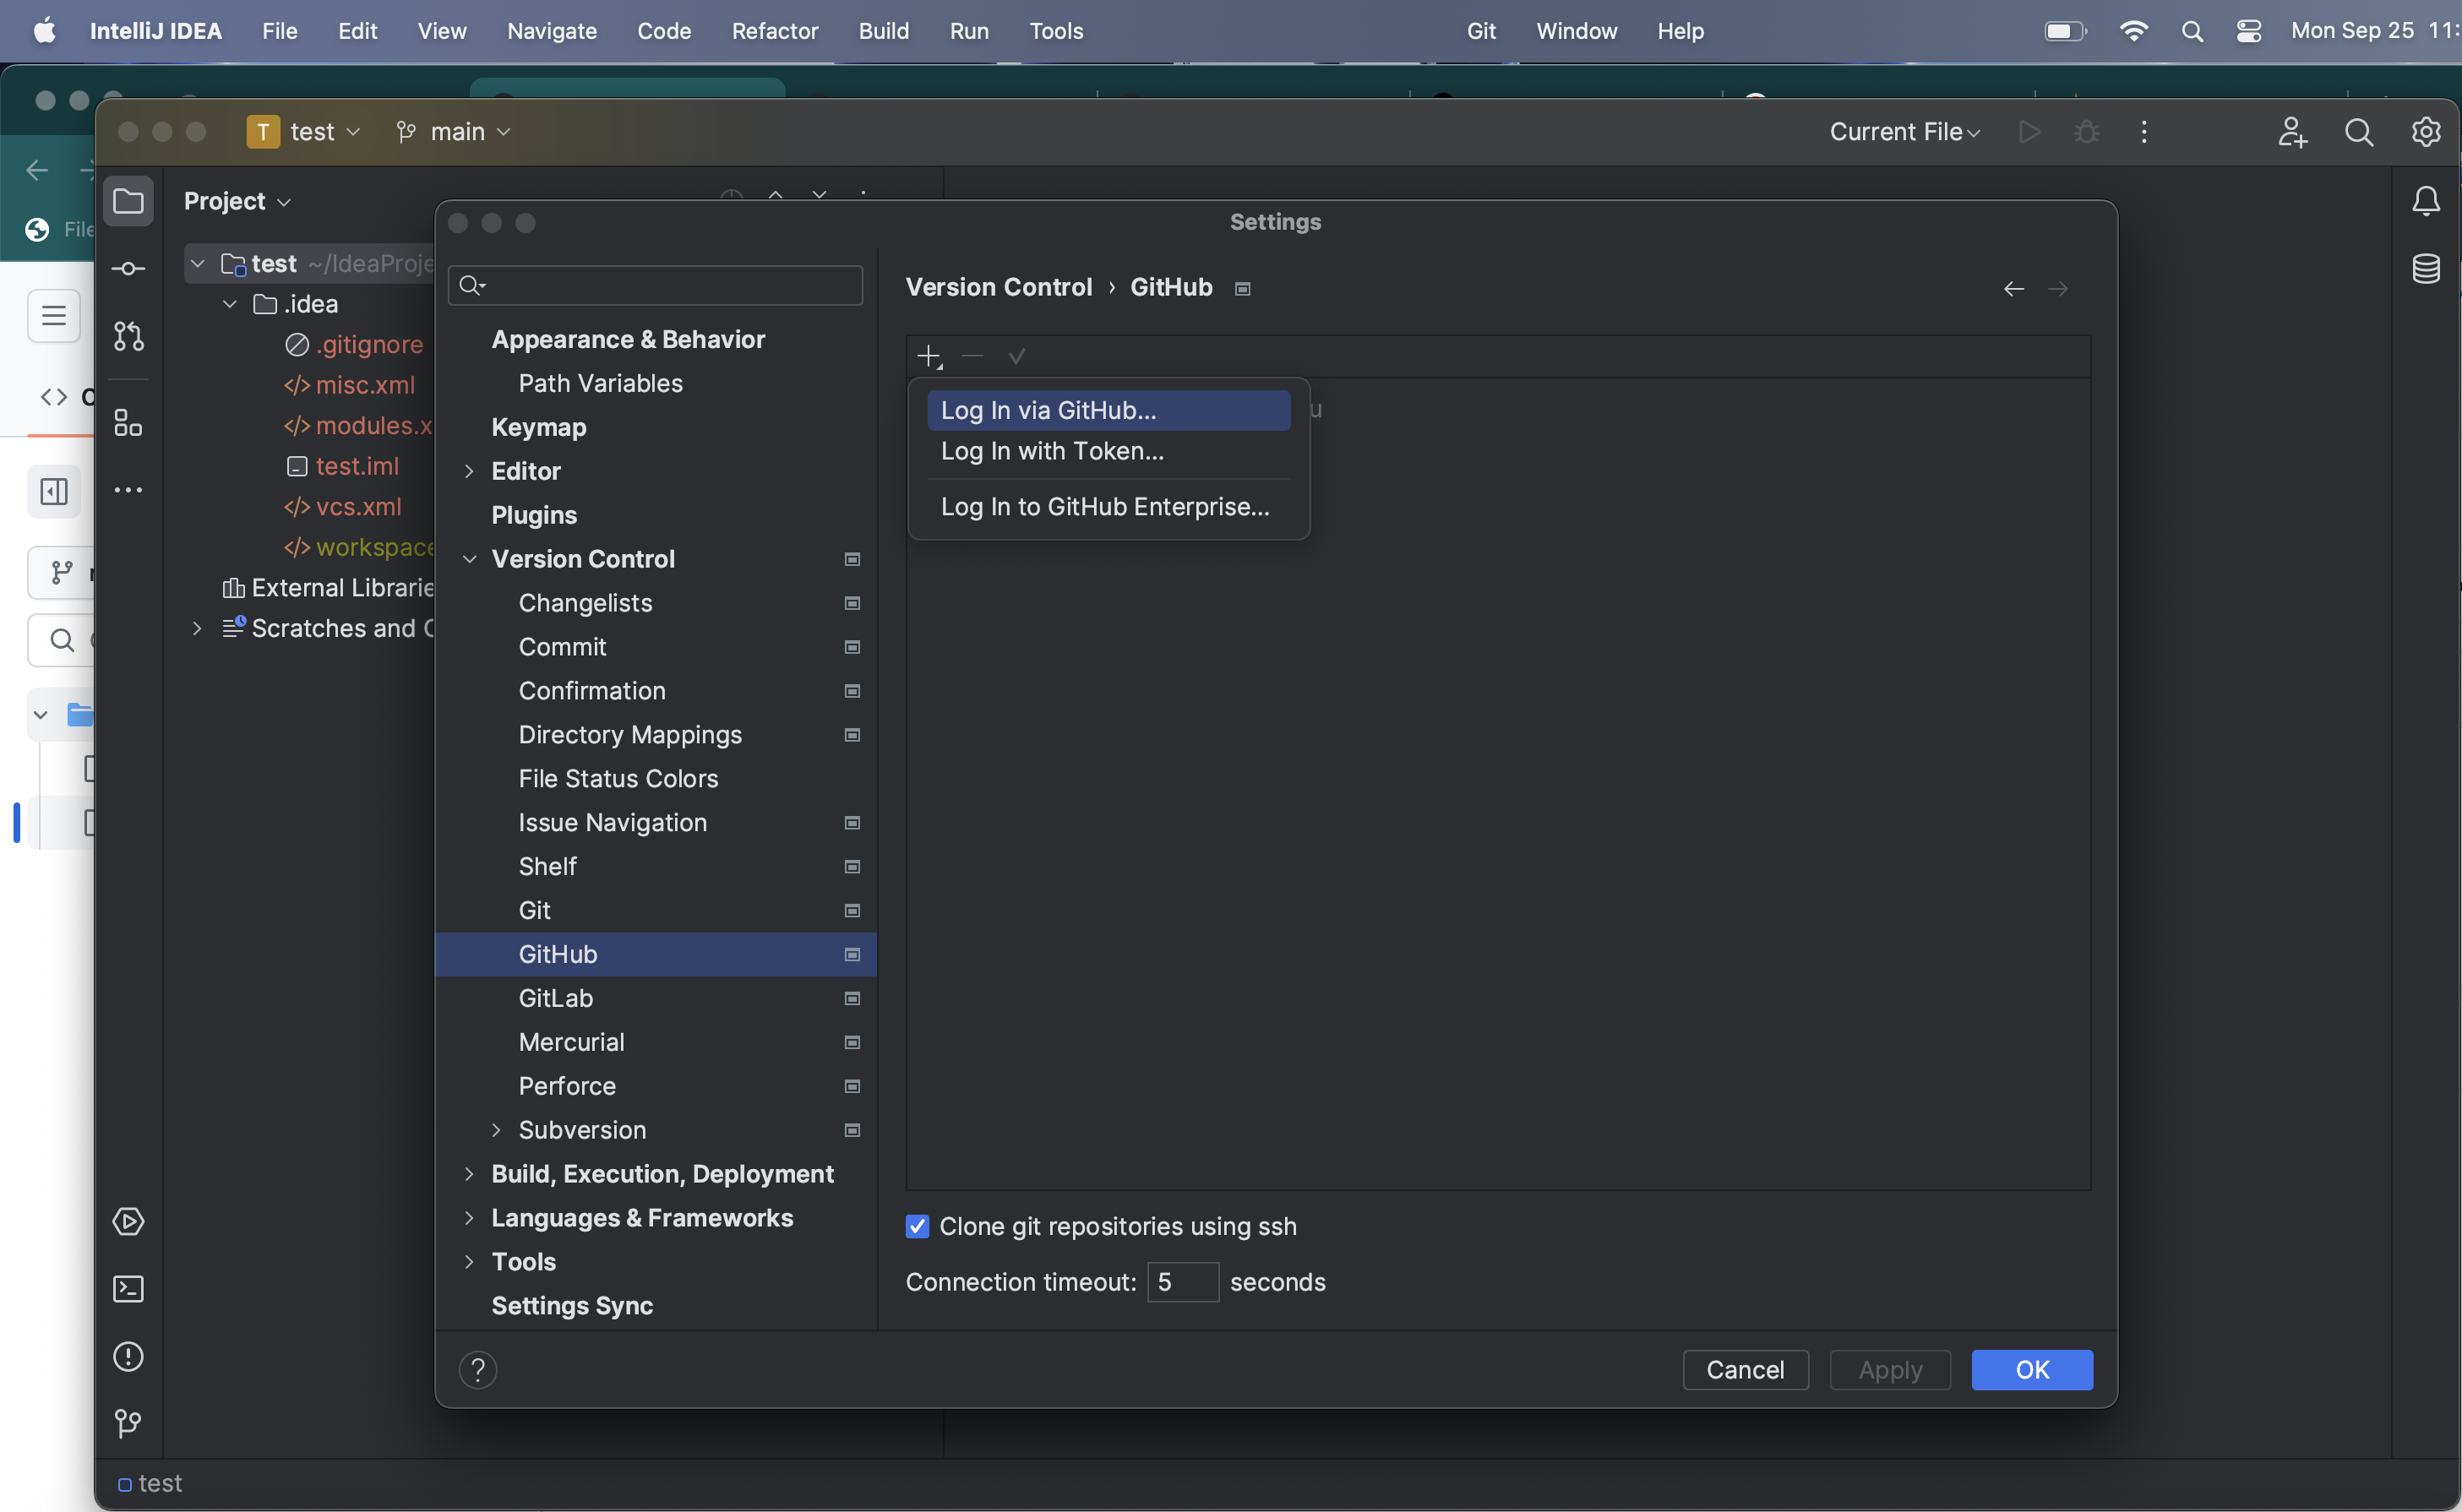 IntelliJ IDEA File Edit View Navigate Code Refactor Build Run Tools Git Window Help Mon Sep 25 11:
T test main Current File
Project
File
test ~/IdeaProje
.idea
.gitignore
misc.xml
modules.x
test.iml
vcs.xml
workspace
External Librarie
Scratches and C
Settings
Appearance & Behavior
Path Variables
Keymap
Editor
Plugins
Version Control
Changelists
Commit
Confirmation
Directory Mappings
File Status Colors
Issue Navigation
Shelf
Git
GitHub
GitLab
Mercurial
Perforce
Subversion
Build, Execution, Deployment
Languages & Frameworks
Tools
Settings Sync
Version Control › GitHub
Log In via GitHub...
Log In with Token...
Log In to GitHub Enterprise...
Clone git repositories using ssh
Connection timeout: 5 seconds
? Cancel Apply OK
test